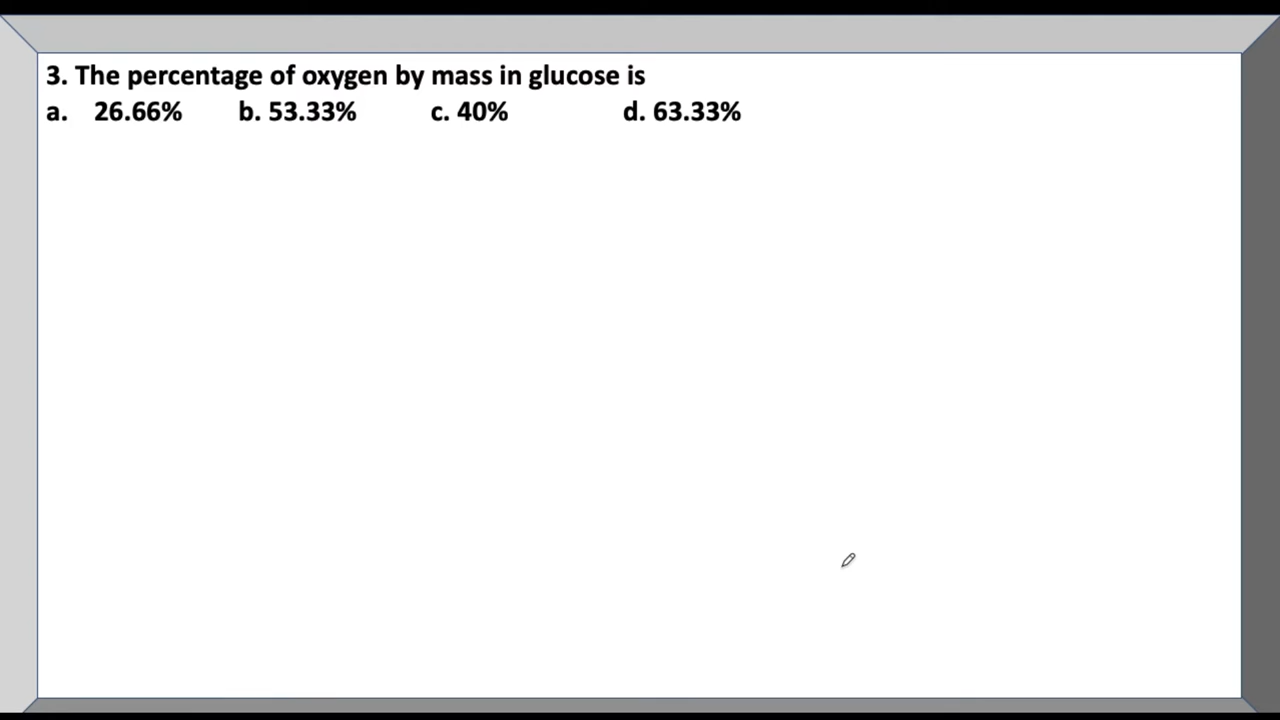 3. The percentage of oxygen by mass in glucose is
a. 26.66% b. 53.33% c. 40% d. 63.33%